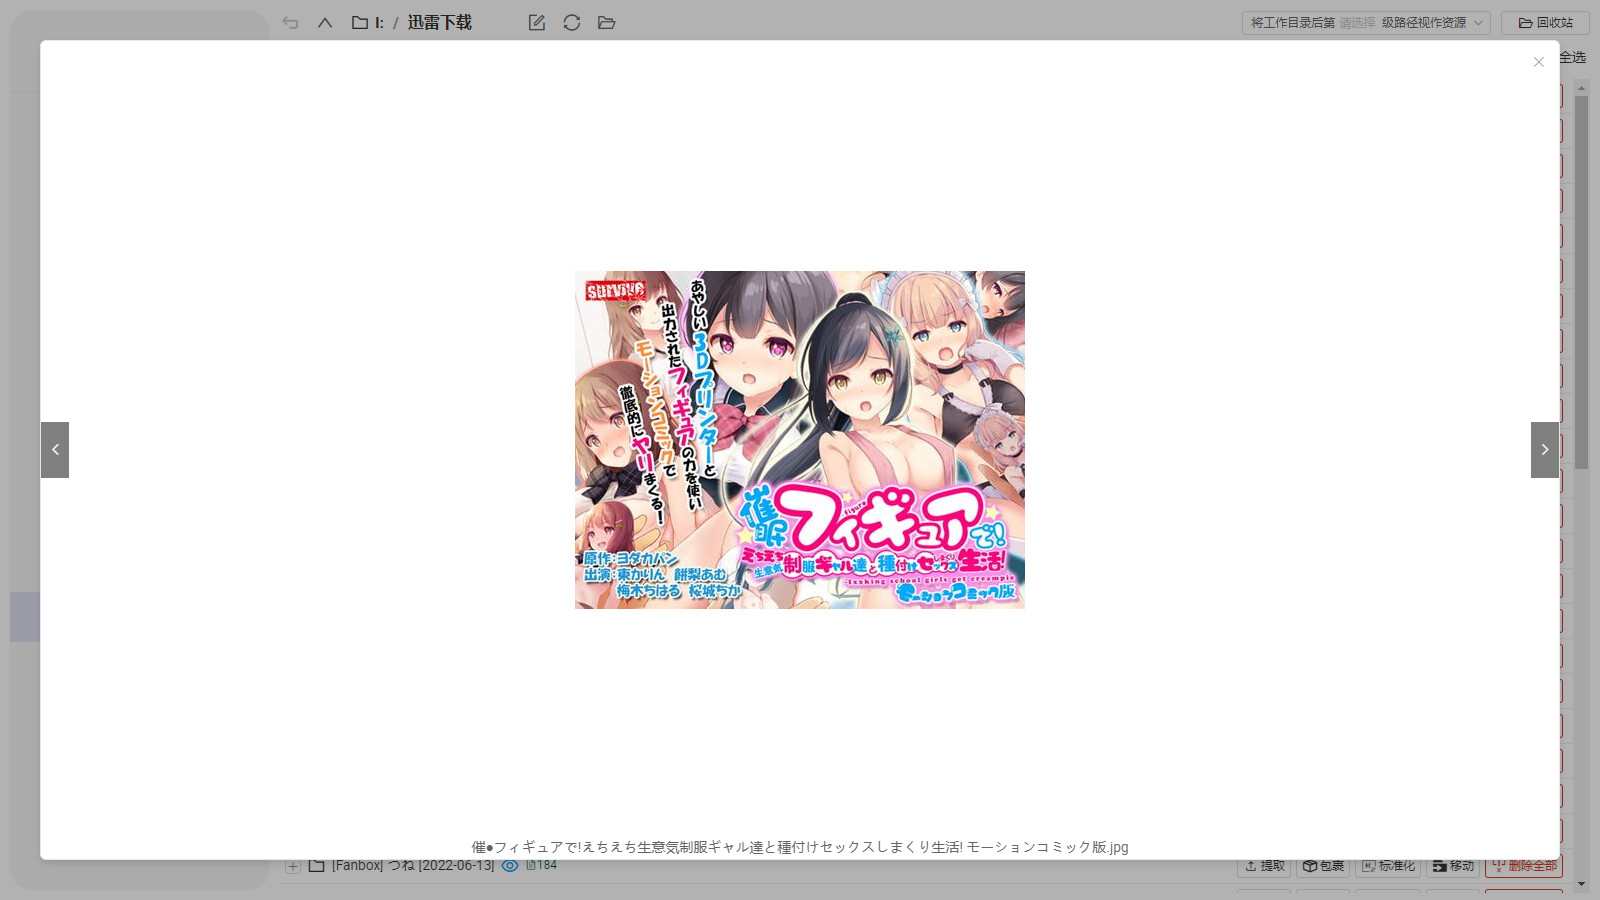 I: / 迅雷下载
将工作目录后第 请选择 级路径视作资源
回收站
全选
survive
あやしい3Dプリンターと
出力されたフィギュアの力を使い
モーションコミックで
徹底的にヤリまくる！
催眠フィギュアで!
figure
えちえち生意気制服ギャル達と種付けセックスしまくり生活!
-fxxking school girls get creampie
モーションコミック版
原作:ヨダカバン
出演:東かりん 餅梨あむ
梅木ちはる 桜城ちか
催●フィギュアで!えちえち生意気制服ギャル達と種付けセックスしまくり生活! モーションコミック版.jpg
[Fanbox] つね [2022-06-13] 184
提取 包裹 标准化 移动 删除全部